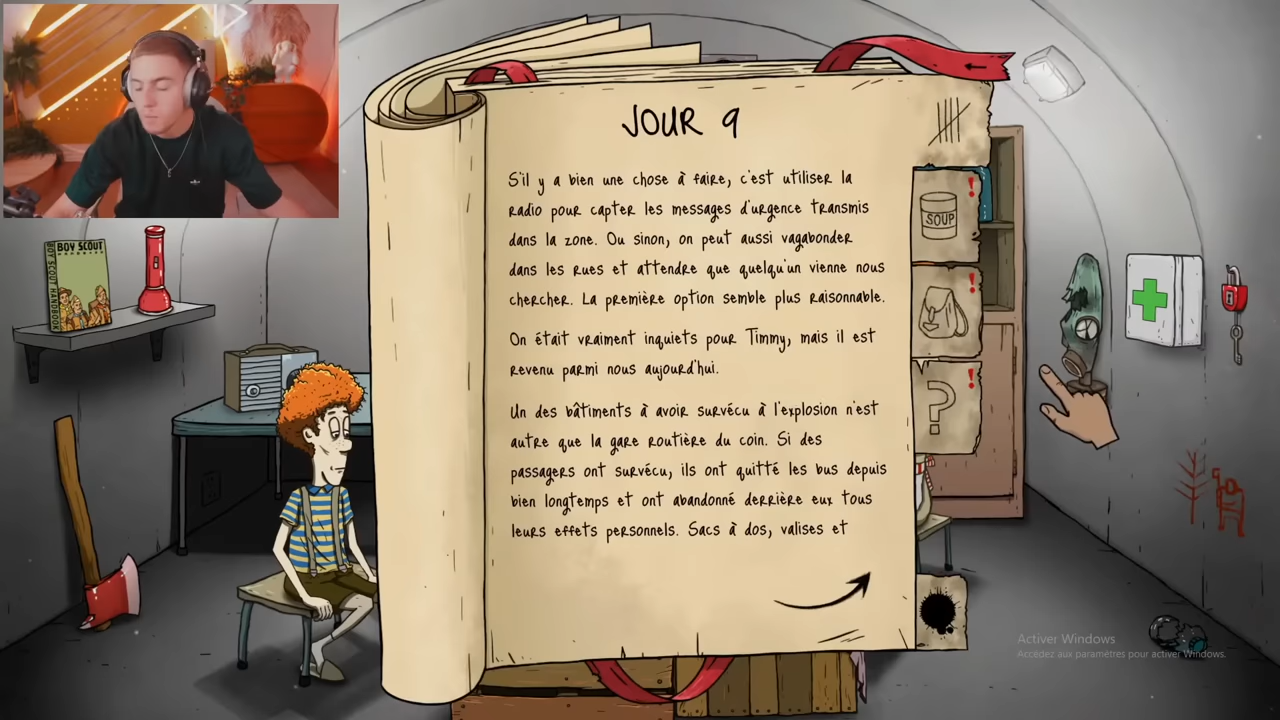 JOUR 9
S'il y a bien une chose à faire, c'est utiliser la
radio pour capter les messages d'urgence transmis
dans la zone. Ou sinon, on peut aussi vagabonder
dans les rues et attendre que quelqu'un vienne nous
chercher. La première option semble plus raisonnable.
On était vraiment inquiets pour Timmy, mais il est
revenu parmi nous aujourd'hui.
Un des bâtiments à avoir survécu à l'explosion n'est
autre que la gare routière du coin. Si des
passagers ont survécu, ils ont quitté les bus depuis
bien longtemps et ont abandonné derrière eux tous
leurs effets personnels. Sacs à dos, valises et
SOUP
!
!
?
!
BOY SCOUT
HANDBOOK
BOY SCOUT HANDBOOK
Activer Windows
Accédez aux paramètres pour activer Windows.